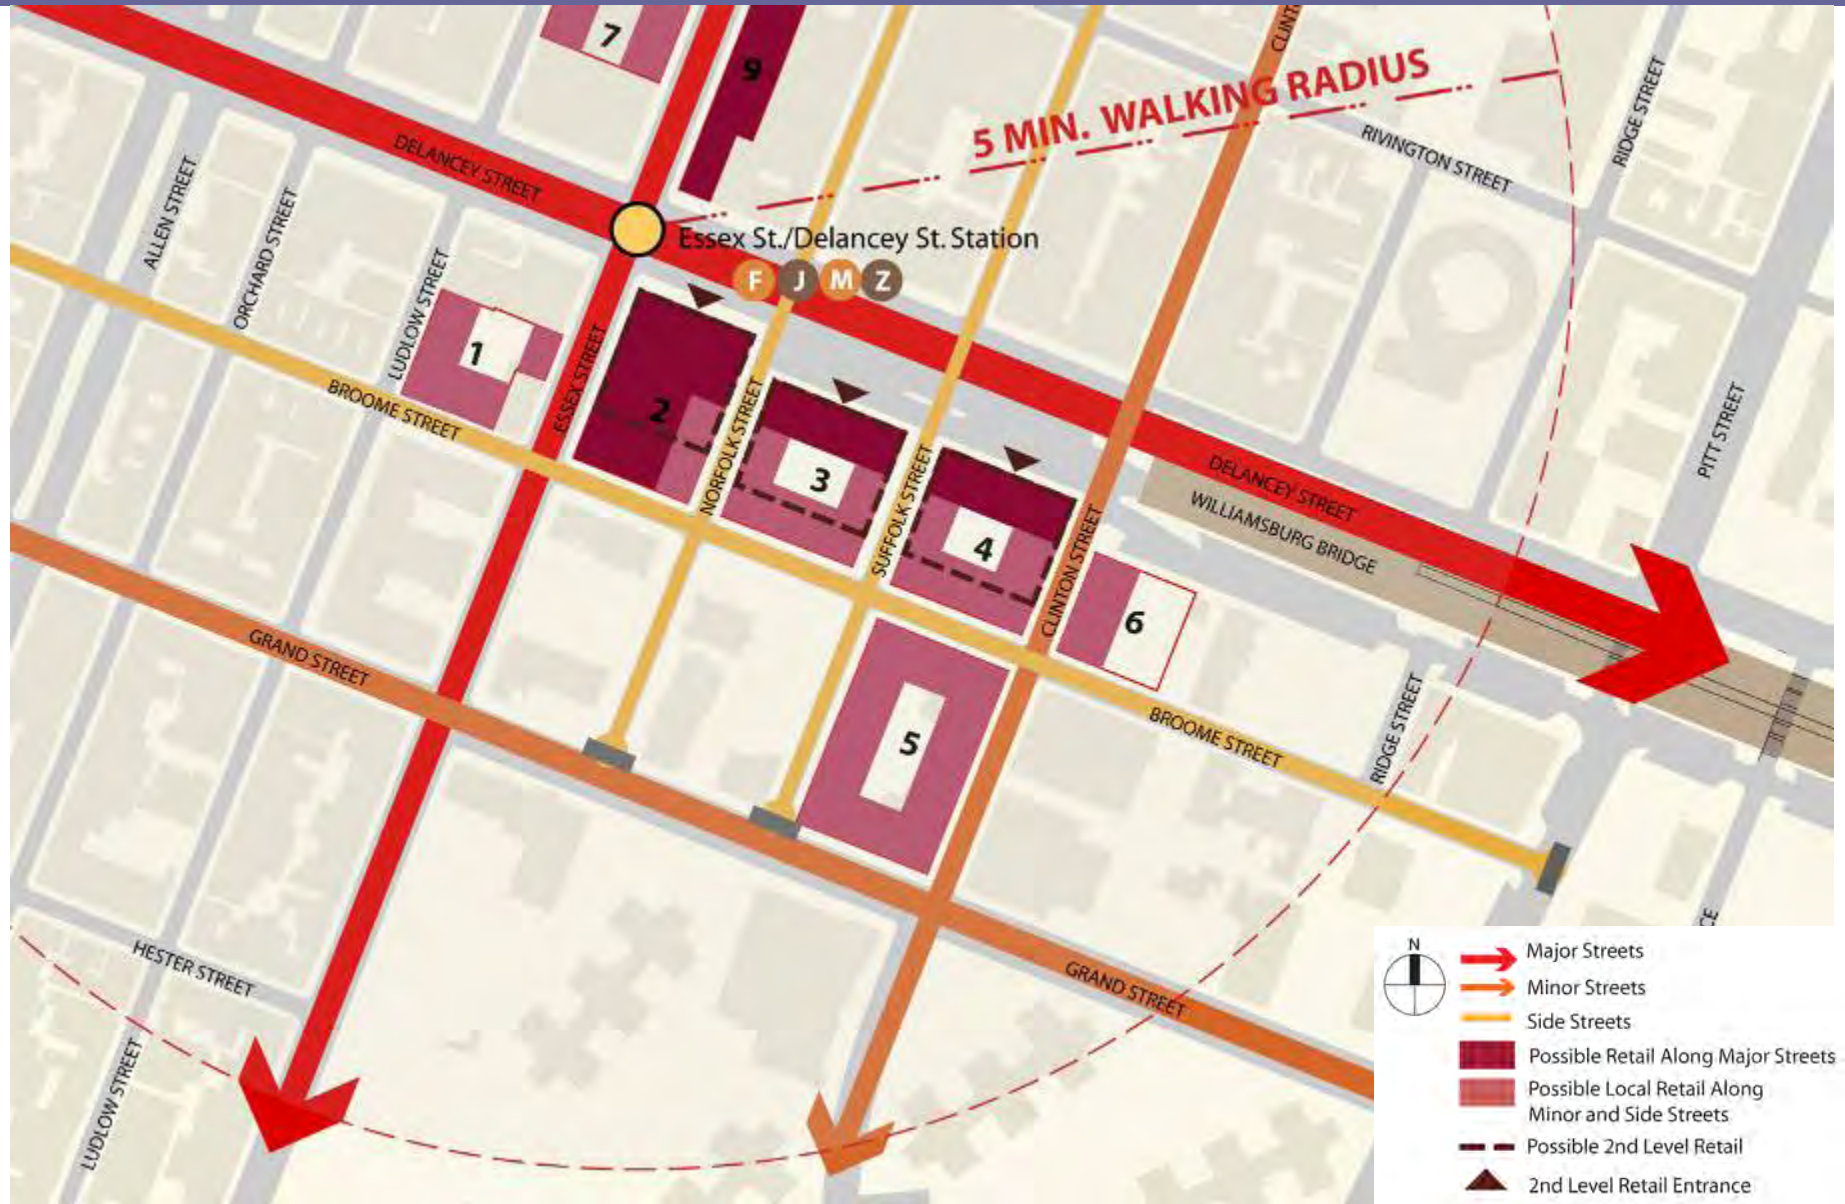 7
9
CLINT
5 MIN. WALKING RADIUS
RIDGE STREET
RIVINGTON STREET
DELANCEY STREET
ALLEN STREET
ORCHARD STREET
LUDLOW STREET
Essex St./Delancey St. Station
F J M Z
1
ESSEX STREET
2
BROOME STREET
NORFOLK STREET
3
SUFFOLK STREET
4
CLINTON STREET
6
DELANCEY STREET
WILLIAMSBURG BRIDGE
PITT STREET
GRAND STREET
5
BROOME STREET
RIDGE STREET
HESTER STREET
LUDLOW STREET
GRAND STREET
CE
N
Major Streets
Minor Streets
Side Streets
Possible Retail Along Major Streets
Possible Local Retail Along
Minor and Side Streets
Possible 2nd Level Retail
2nd Level Retail Entrance